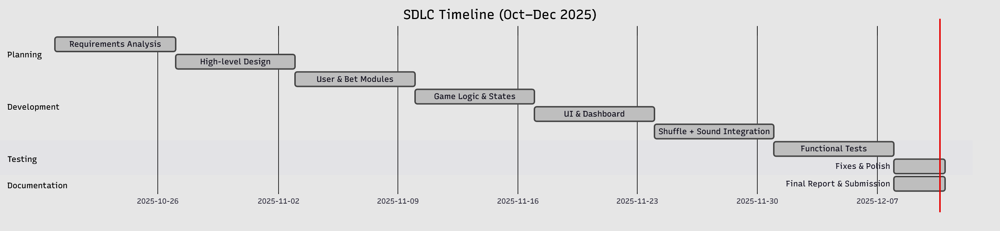 SDLC Timeline (Oct–Dec 2025)
Planning
Requirements Analysis
High-level Design
Development
User & Bet Modules
Game Logic & States
UI & Dashboard
Shuffle + Sound Integration
Testing
Functional Tests
Fixes & Polish
Documentation
Final Report & Submission
2025-10-26 2025-11-02 2025-11-09 2025-11-16 2025-11-23 2025-11-30 2025-12-07